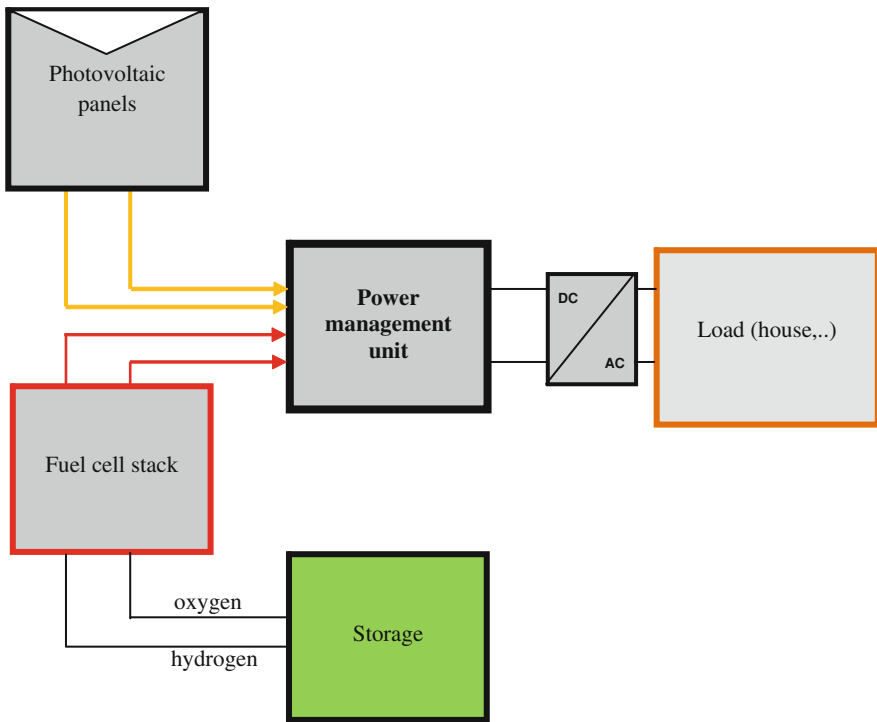 Photovoltaic
panels
Power
management
unit
DC
AC
Load (house,..)
Fuel cell stack
oxygen
hydrogen
Storage